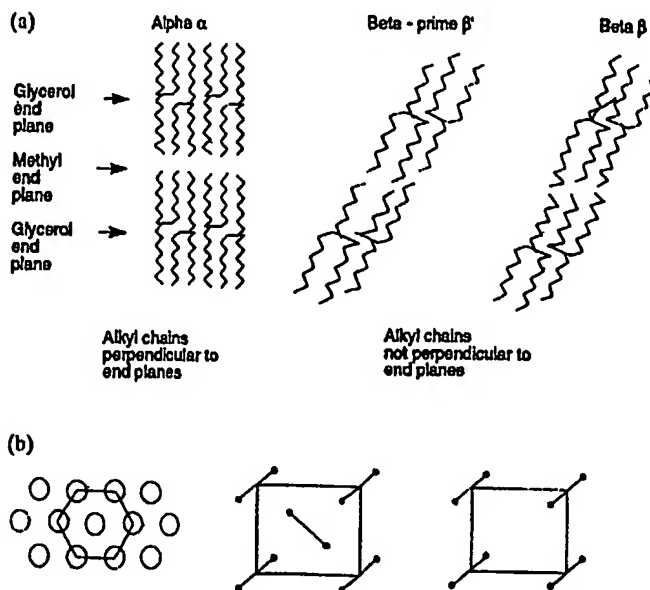 (a)
Alpha α
Beta - prime β'
Beta β
Glycerol
end
plane
Methyl
end
plane
Glycerol
end
plane
Alkyl chains
perpendicular to
end planes
Alkyl chains
not perpendicular to
end planes
(b)